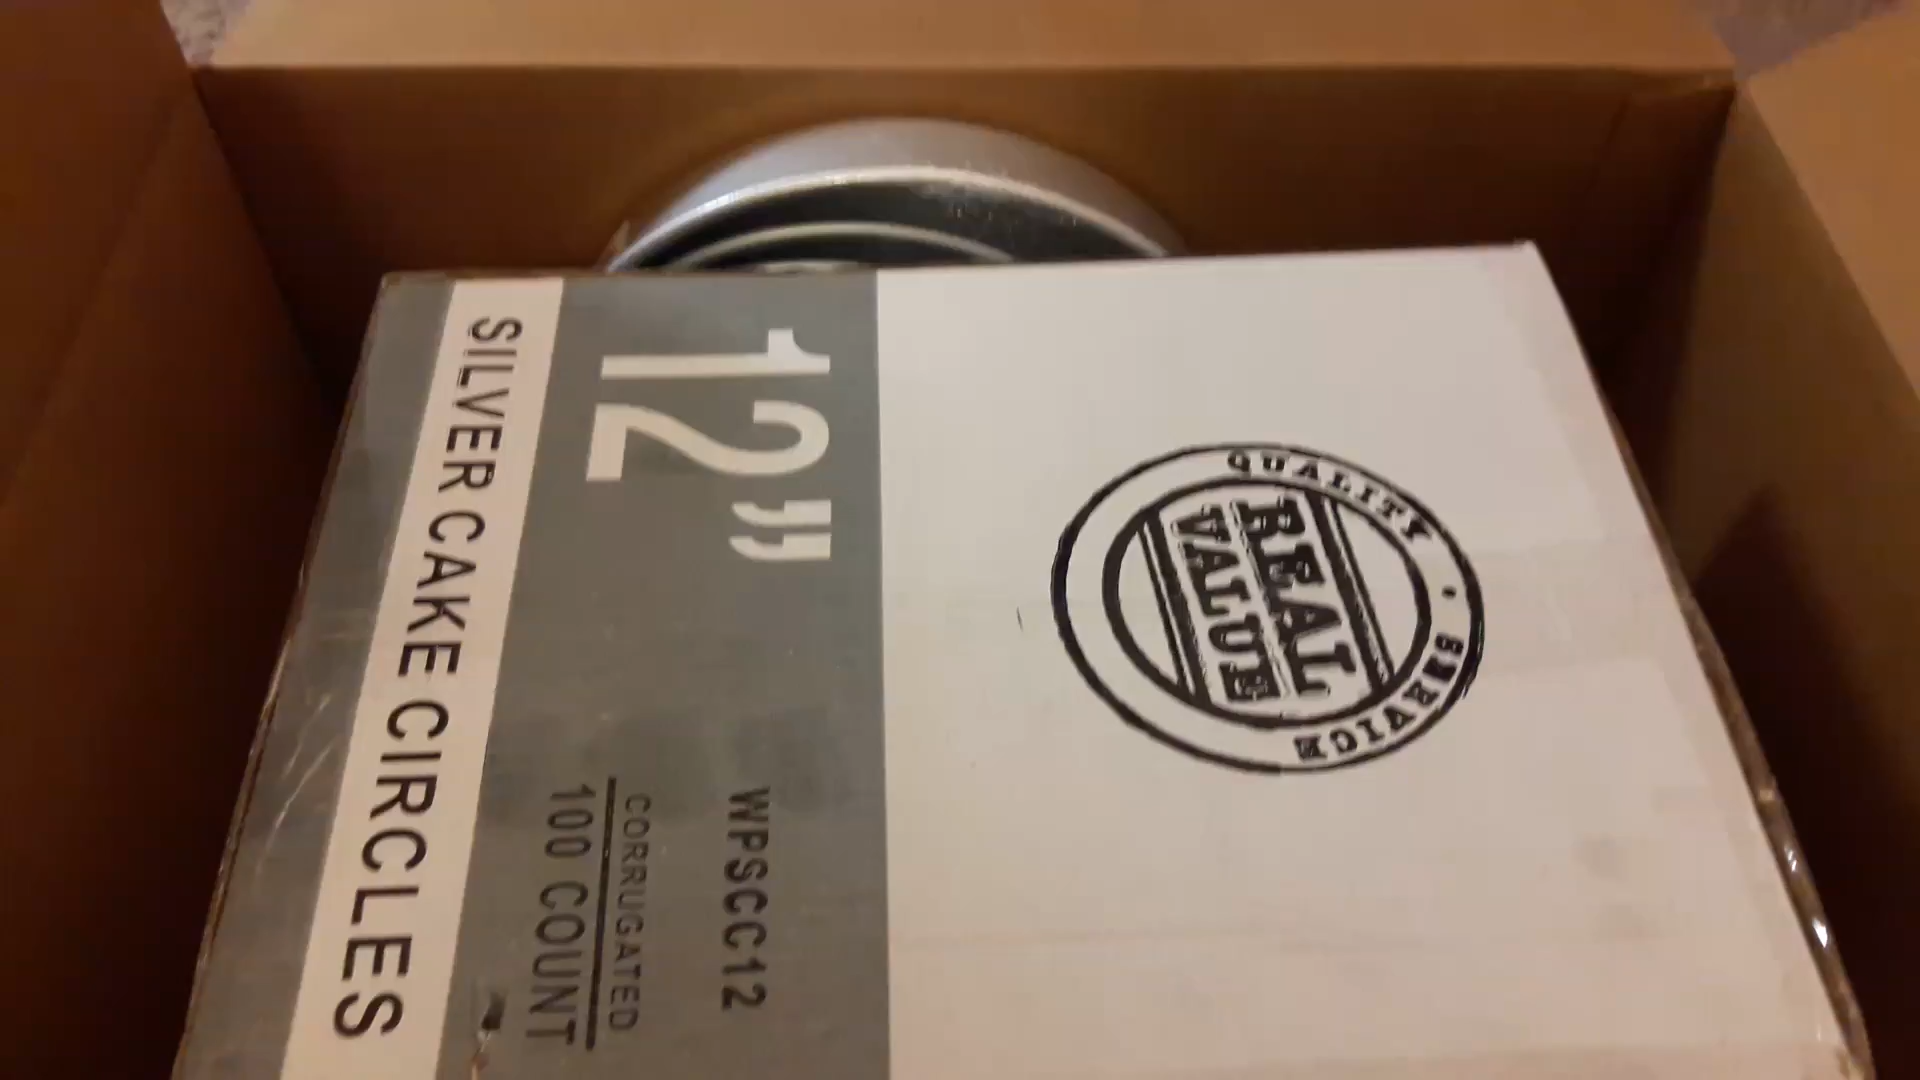 12"
SILVER CAKE CIRCLES
WPSCC12
CORRUGATED
100 COUNT
QUALITY • SERVICE
REAL
VALUE